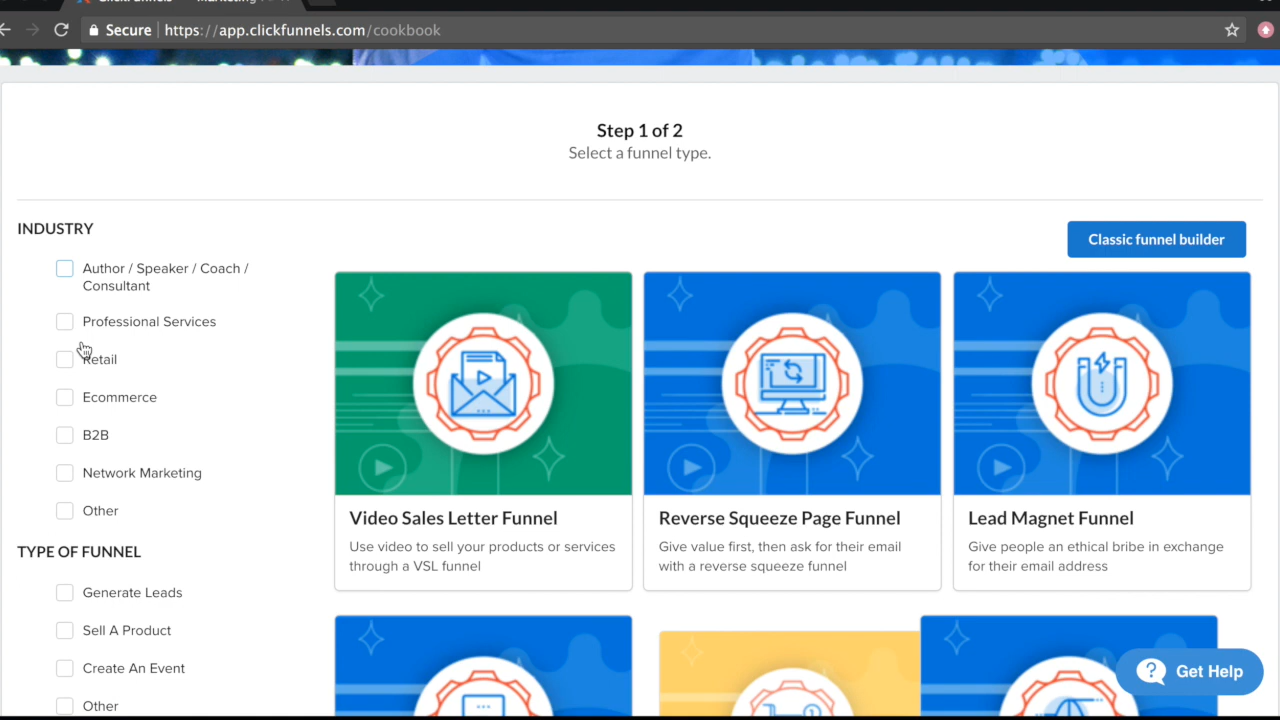 Secure
https://app.clickfunnels.com/cookbook
Step 1 of 2
Select a funnel type.
INDUSTRY
Classic funnel builder
Author / Speaker / Coach /
Consultant
Professional Services
Retail
Ecommerce
B2B
Network Marketing
Other
TYPE OF FUNNEL
Generate Leads
Sell A Product
Create An Event
Other
Video Sales Letter Funnel
Use video to sell your products or services
through a VSL funnel
Reverse Squeeze Page Funnel
Give value first, then ask for their email
with a reverse squeeze funnel
Lead Magnet Funnel
Give people an ethical bribe in exchange
for their email address
Get Help